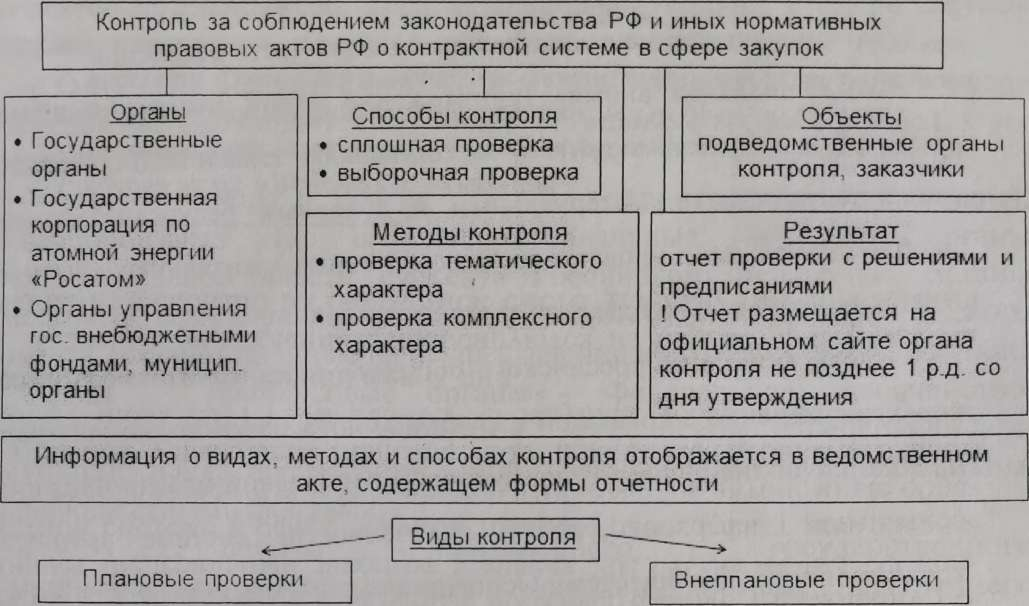 Контроль за соблюдением законодательства РФ и иных нормативных
правовых актов РФ о контрактной системе в сфере закупок
Органы
• Государственные
органы
• Государственная
корпорация по
атомной энергии
«Росатом»
• Органы управления
гос. внебюджетными
фондами, муницип.
органы
Способы контроля
• сплошная проверка
• выборочная проверка
Методы контроля
• проверка тематического
характера
• проверка комплексного
характера
Объекты
подведомственные органы
контроля, заказчики
Результат
отчет проверки с решениями и
предписаниями
! Отчет размещается на
официальном сайте органа
контроля не позднее 1 р.д. со
дня утверждения
Информация о видах, методах и способах контроля отображается в ведомственном
акте, содержащем формы отчетности
Виды контроля
Плановые проверки
Внеплановые проверки